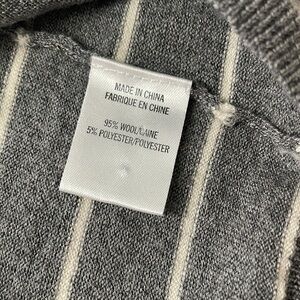 MADE IN CHINA
FABRIQUE EN CHINE
95% WOOL/LAINE
5% POLYESTER/POLYESTER